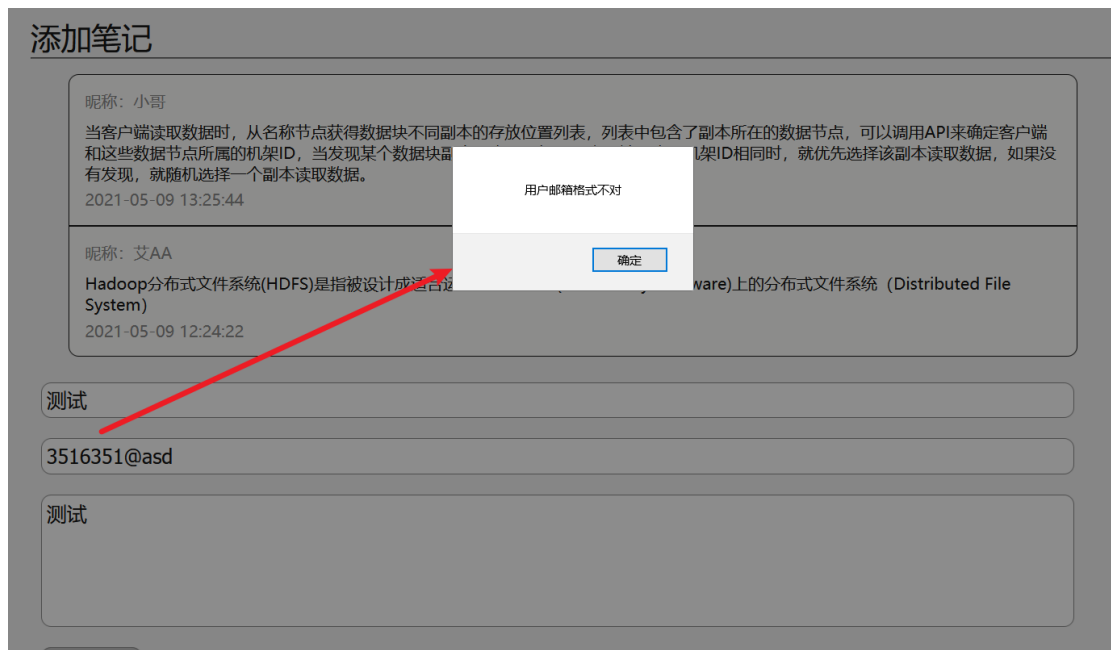 添加笔记
昵称：小哥
当客户端读取数据时，从名称节点获得数据块不同副本的存放位置列表，列表中包含了副本所在的数据节点，可以调用API来确定客户端
和这些数据节点所属的机架ID，当发现某个数据块副 架ID相同时，就优先选择该副本读取数据，如果没
有发现，就随机选择一个副本读取数据。
2021-05-09 13:25:44
用户邮箱格式不对
确定
昵称：艾AA
Hadoop分布式文件系统(HDFS)是指被设计成适合运 ware)上的分布式文件系统（Distributed File
System）
2021-05-09 12:24:22
测试
3516351@asd
测试